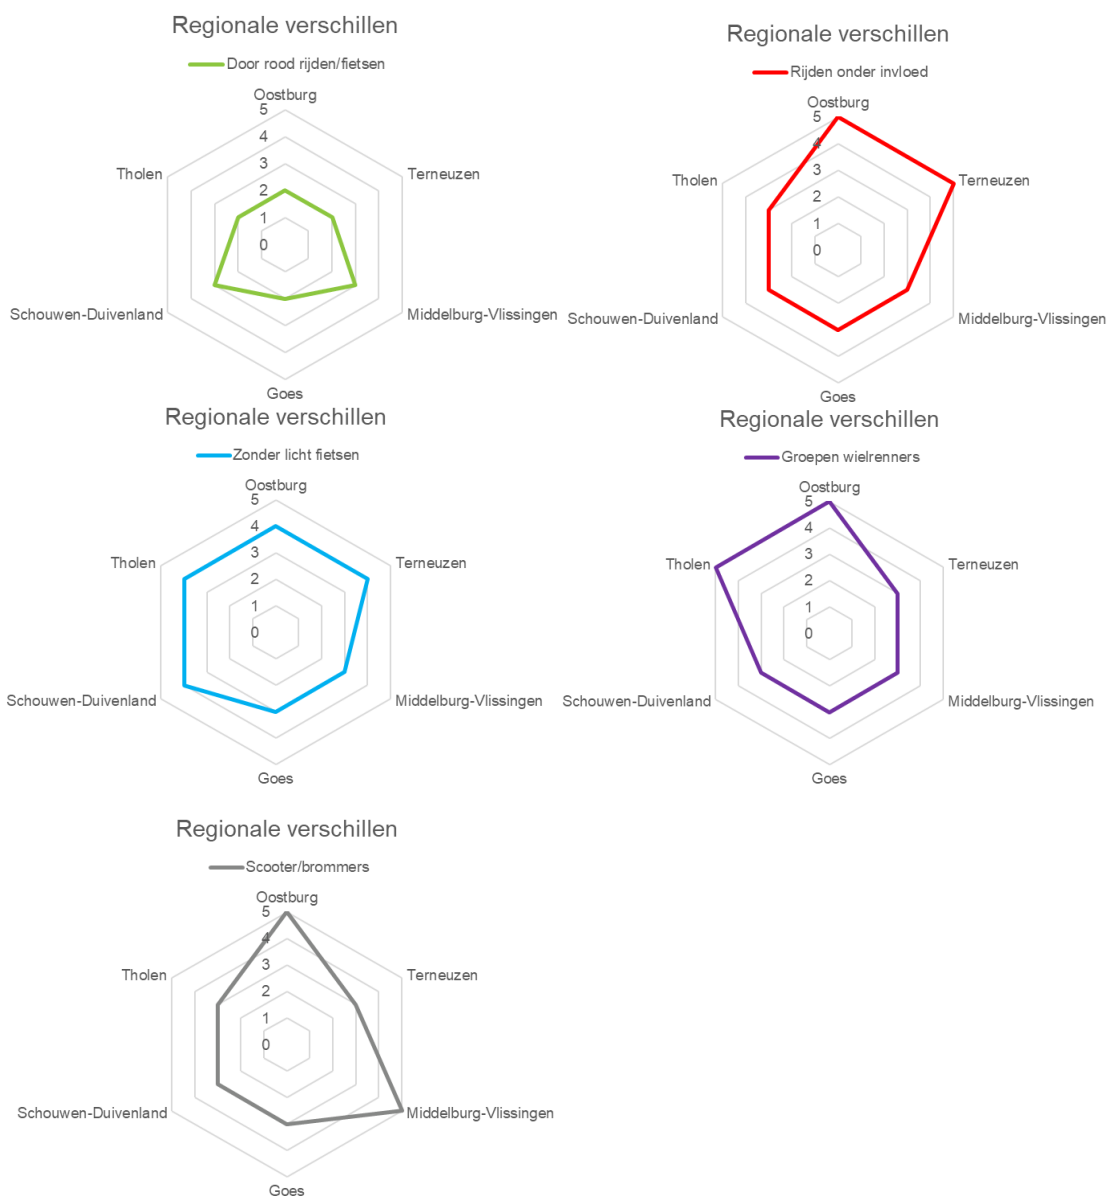 Regionale verschillen
Door rood rijden/fietsen
Oostburg
5
4
3
2
1
0
Terneuzen
Middelburg-Vlissingen
Goes
Schouwen-Duivenland
Tholen
Regionale verschillen
Rijden onder invloed
Oostburg
5
4
3
2
1
0
Terneuzen
Middelburg-Vlissingen
Goes
Schouwen-Duivenland
Tholen
Regionale verschillen
Zonder licht fietsen
Oostburg
5
4
3
2
1
0
Terneuzen
Middelburg-Vlissingen
Goes
Schouwen-Duivenland
Tholen
Regionale verschillen
Groepen wielrenners
Oostburg
5
4
3
2
1
0
Terneuzen
Middelburg-Vlissingen
Goes
Schouwen-Duivenland
Tholen
Regionale verschillen
Scooter/brommers
Oostburg
5
4
3
2
1
0
Terneuzen
Middelburg-Vlissingen
Goes
Schouwen-Duivenland
Tholen